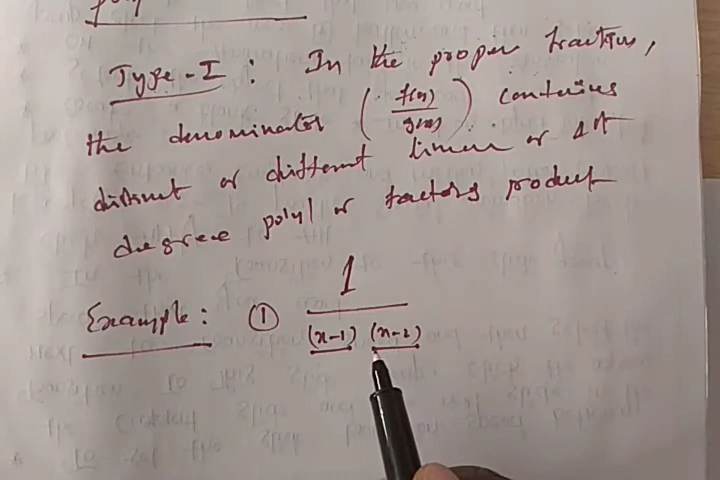 Type-I : In the proper fraction,
the denominator (f(x)/g(x)) contains
distinct or different linear or 1st
degree polyl or factors product
Example: ① 1/((x-1) (x-2))